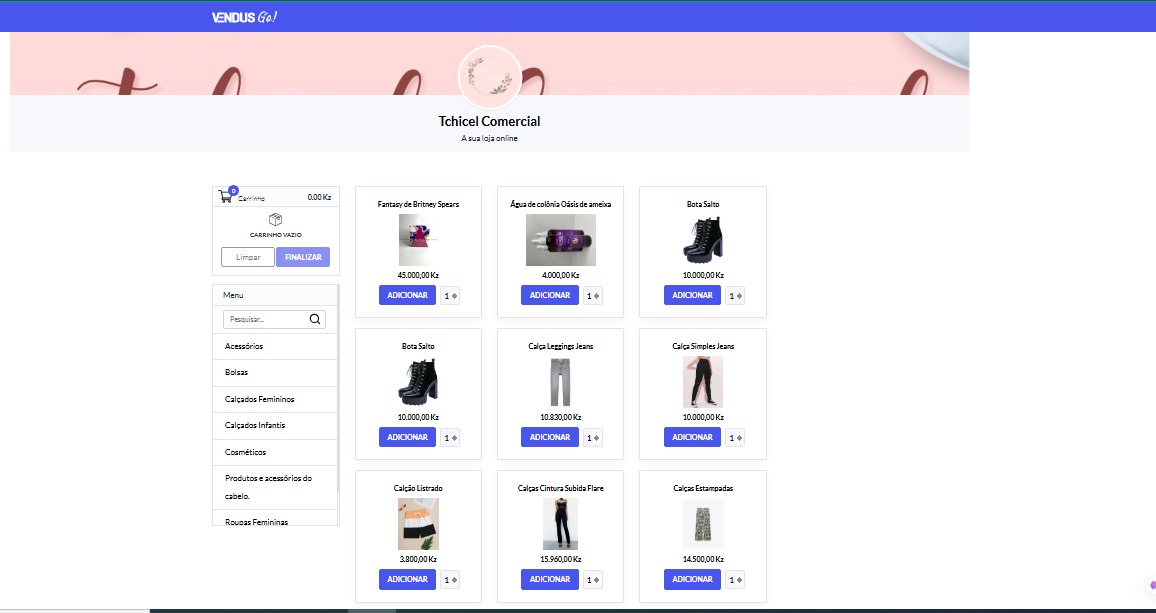 VENDUS Go!
Tchicel Comercial
A sua loja online
0
Carrinho
0.00 Kz
CARRINHO VAZIO
Limpar
FINALIZAR
Menu
Pesquisar...
Acessórios
Bolsas
Calçados Femininos
Calçados Infantis
Cosméticos
Produtos e acessórios do
cabelo.
Roupas Femininas
Fantasy de Britney Spears
45.000,00 Kz
ADICIONAR
1
Água de colônia Oásis de ameixa
4.000,00 Kz
ADICIONAR
1
Bota Salto
10.000,00 Kz
ADICIONAR
1
Bota Salto
10.000,00 Kz
ADICIONAR
1
Calça Leggings Jeans
10.830,00 Kz
ADICIONAR
1
Calça Simples Jeans
10.000,00 Kz
ADICIONAR
1
Calção Listrado
3.800,00 Kz
ADICIONAR
1
Calças Cintura Subida Flare
15.960,00 Kz
ADICIONAR
1
Calças Estampadas
14.500,00 Kz
ADICIONAR
1